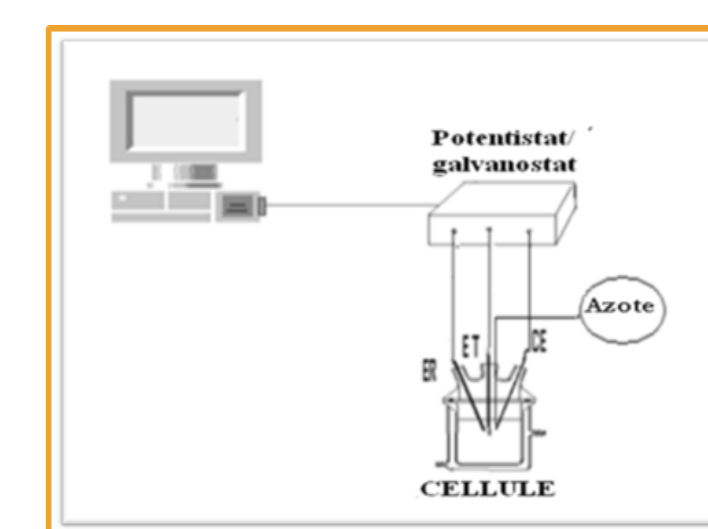 Potentistat/
galvanostat
Azote
ET
CE
ER
CELLULE